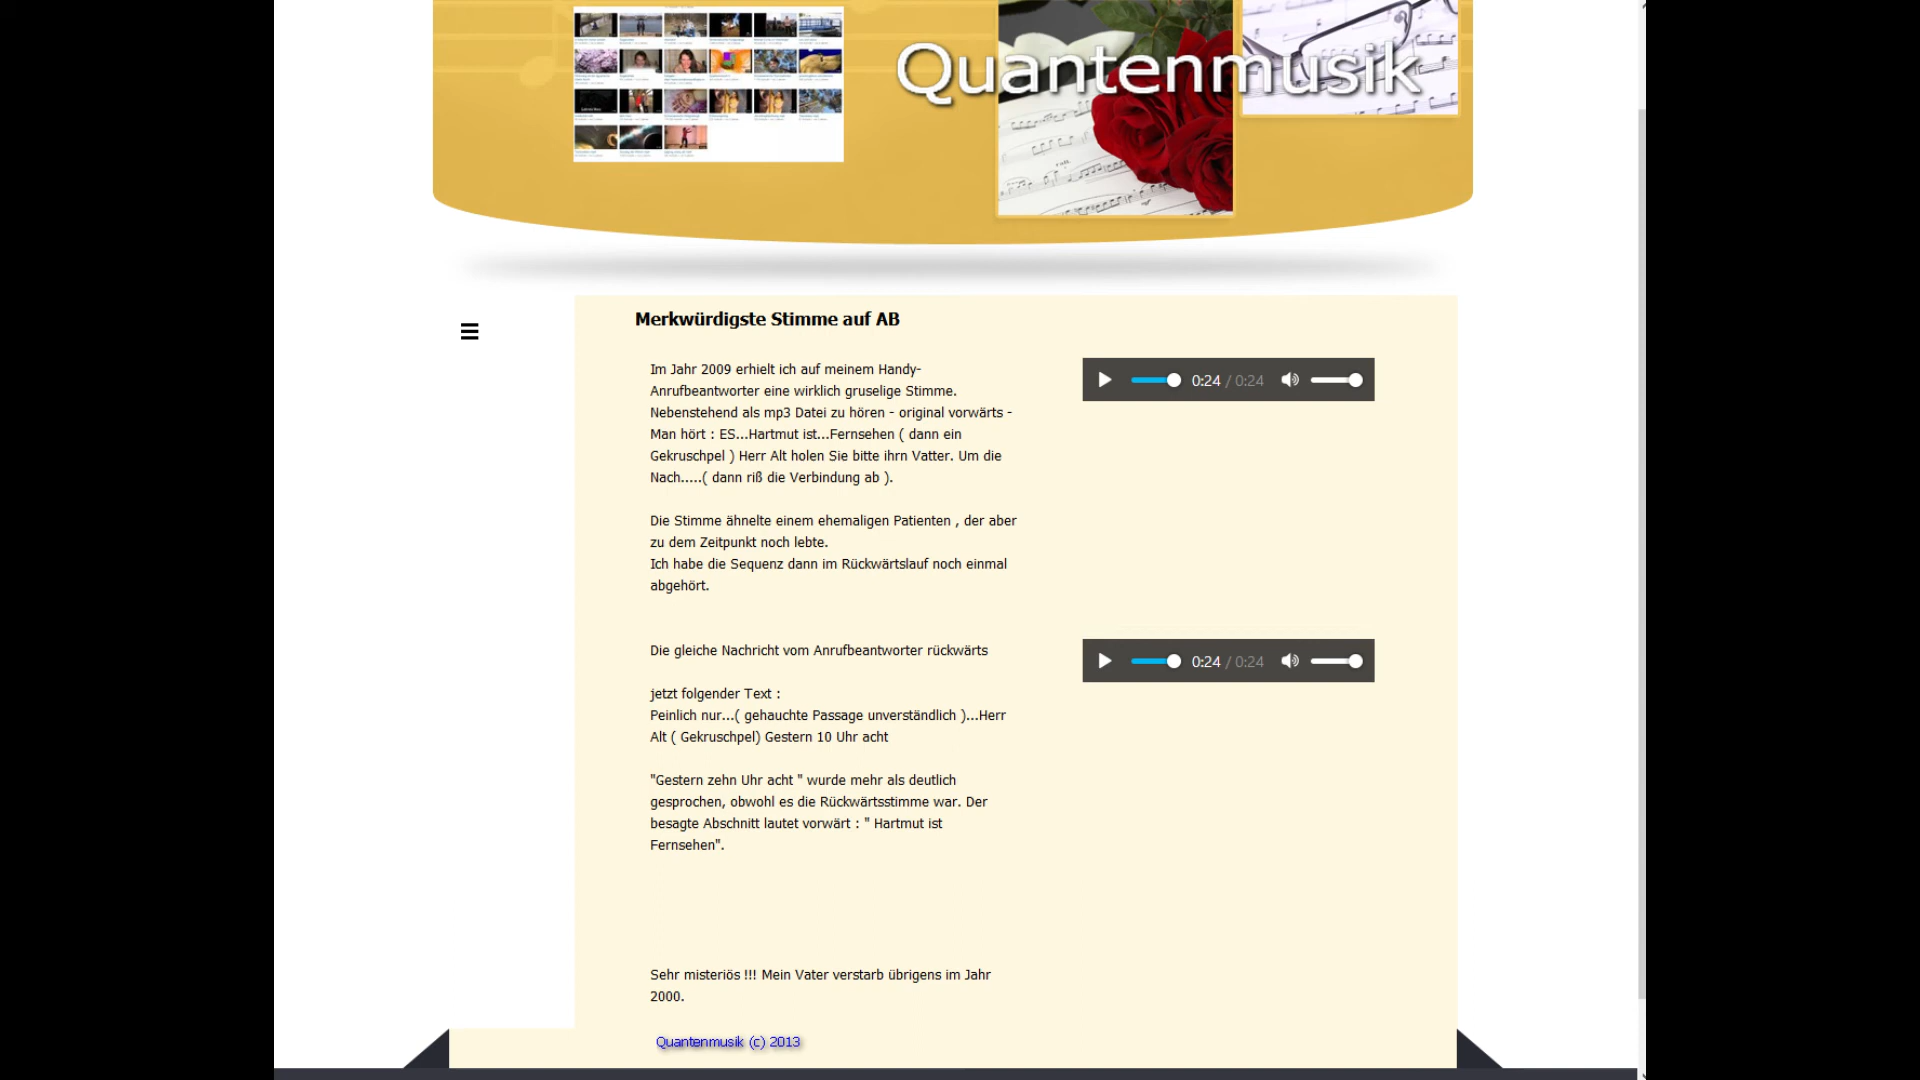 Quantenmusik
Merkwürdigste Stimme auf AB
Im Jahr 2009 erhielt ich auf meinem Handy-
Anrufbeantworter eine wirklich gruselige Stimme.
Nebenstehend als mp3 Datei zu hören - original vorwärts -
Man hört : ES...Hartmut ist...Fernsehen ( dann ein
Gekruschpel ) Herr Alt holen Sie bitte ihrn Vatter. Um die
Nach.....( dann riß die Verbindung ab ).
0:24 / 0:24
Die Stimme ähnelte einem ehemaligen Patienten , der aber
zu dem Zeitpunkt noch lebte.
Ich habe die Sequenz dann im Rückwärtslauf noch einmal
abgehört.
Die gleiche Nachricht vom Anrufbeantworter rückwärts
0:24 / 0:24
jetzt folgender Text :
Peinlich nur...( gehauchte Passage unverständlich )...Herr
Alt ( Gekruschpel) Gestern 10 Uhr acht
"Gestern zehn Uhr acht " wurde mehr als deutlich
gesprochen, obwohl es die Rückwärtsstimme war. Der
besagte Abschnitt lautet vorwärt : " Hartmut ist
Fernsehen".
Sehr misteriös !!! Mein Vater verstarb übrigens im Jahr
2000.
Quantenmusik (c) 2013